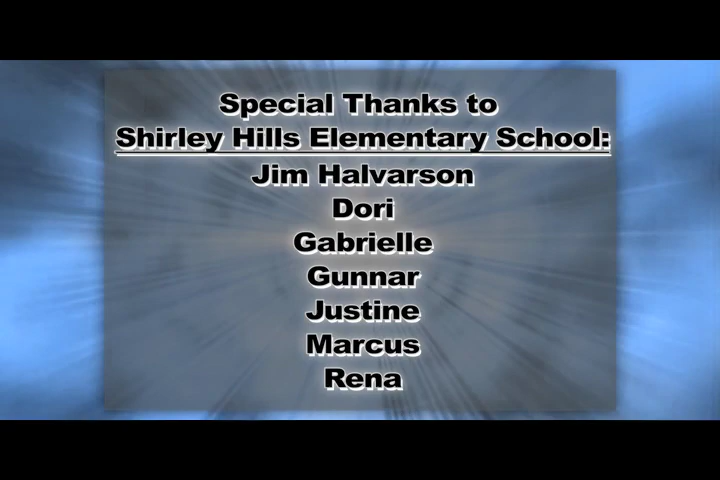 Special Thanks to
Shirley Hills Elementary School:
Jim Halvarson
Dori
Gabrielle
Gunnar
Justine
Marcus
Rena